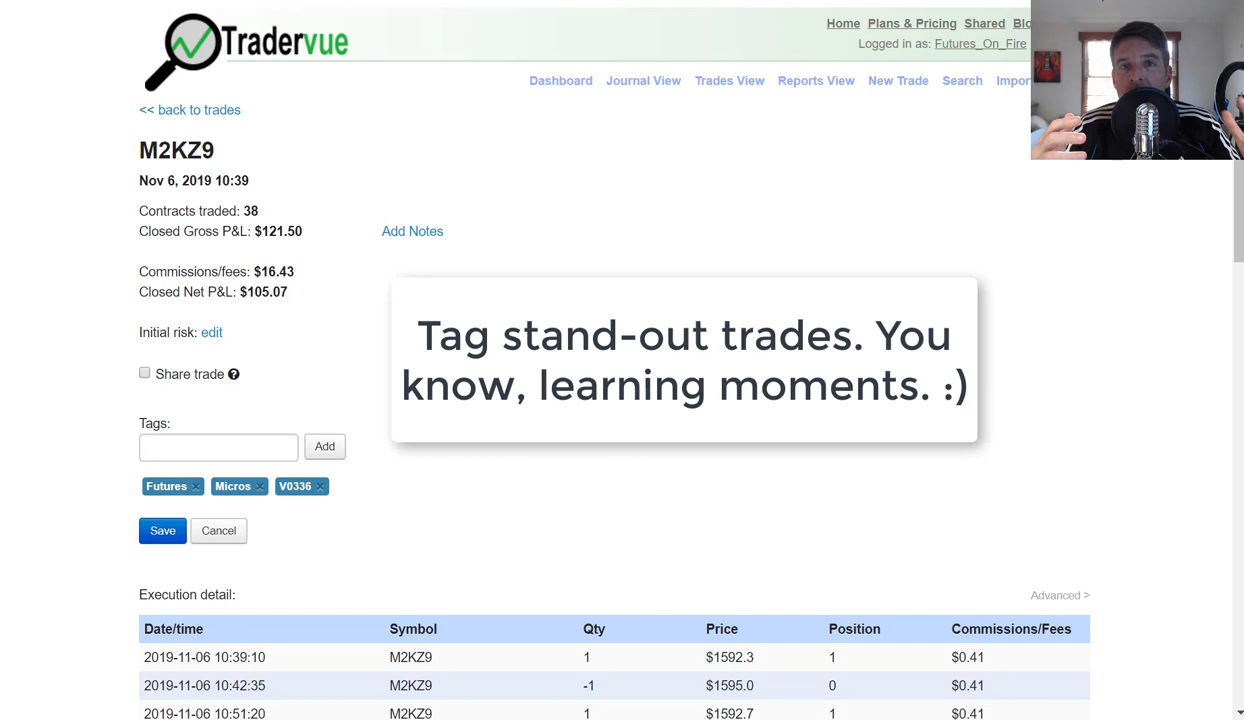 Tradervue
Home Plans & Pricing Shared Blo
Logged in as: Futures_On_Fire
Dashboard Journal View Trades View Reports View New Trade Search Impor
<< back to trades
M2KZ9
Nov 6, 2019 10:39
Contracts traded: 38
Closed Gross P&L: $121.50
Add Notes
Commissions/fees: $16.43
Closed Net P&L: $105.07
Initial risk: edit
Share trade ?
Tag stand-out trades. You
know, learning moments. :)
Tags:
Add
Futures × Micros × V0336 ×
Save Cancel
Execution detail:
Advanced >
Date/time Symbol Qty Price Position Commissions/Fees
2019-11-06 10:39:10 M2KZ9 1 $1592.3 1 $0.41
2019-11-06 10:42:35 M2KZ9 -1 $1595.0 0 $0.41
2019-11-06 10:51:20 M2KZ9 1 $1592.7 1 $0.41